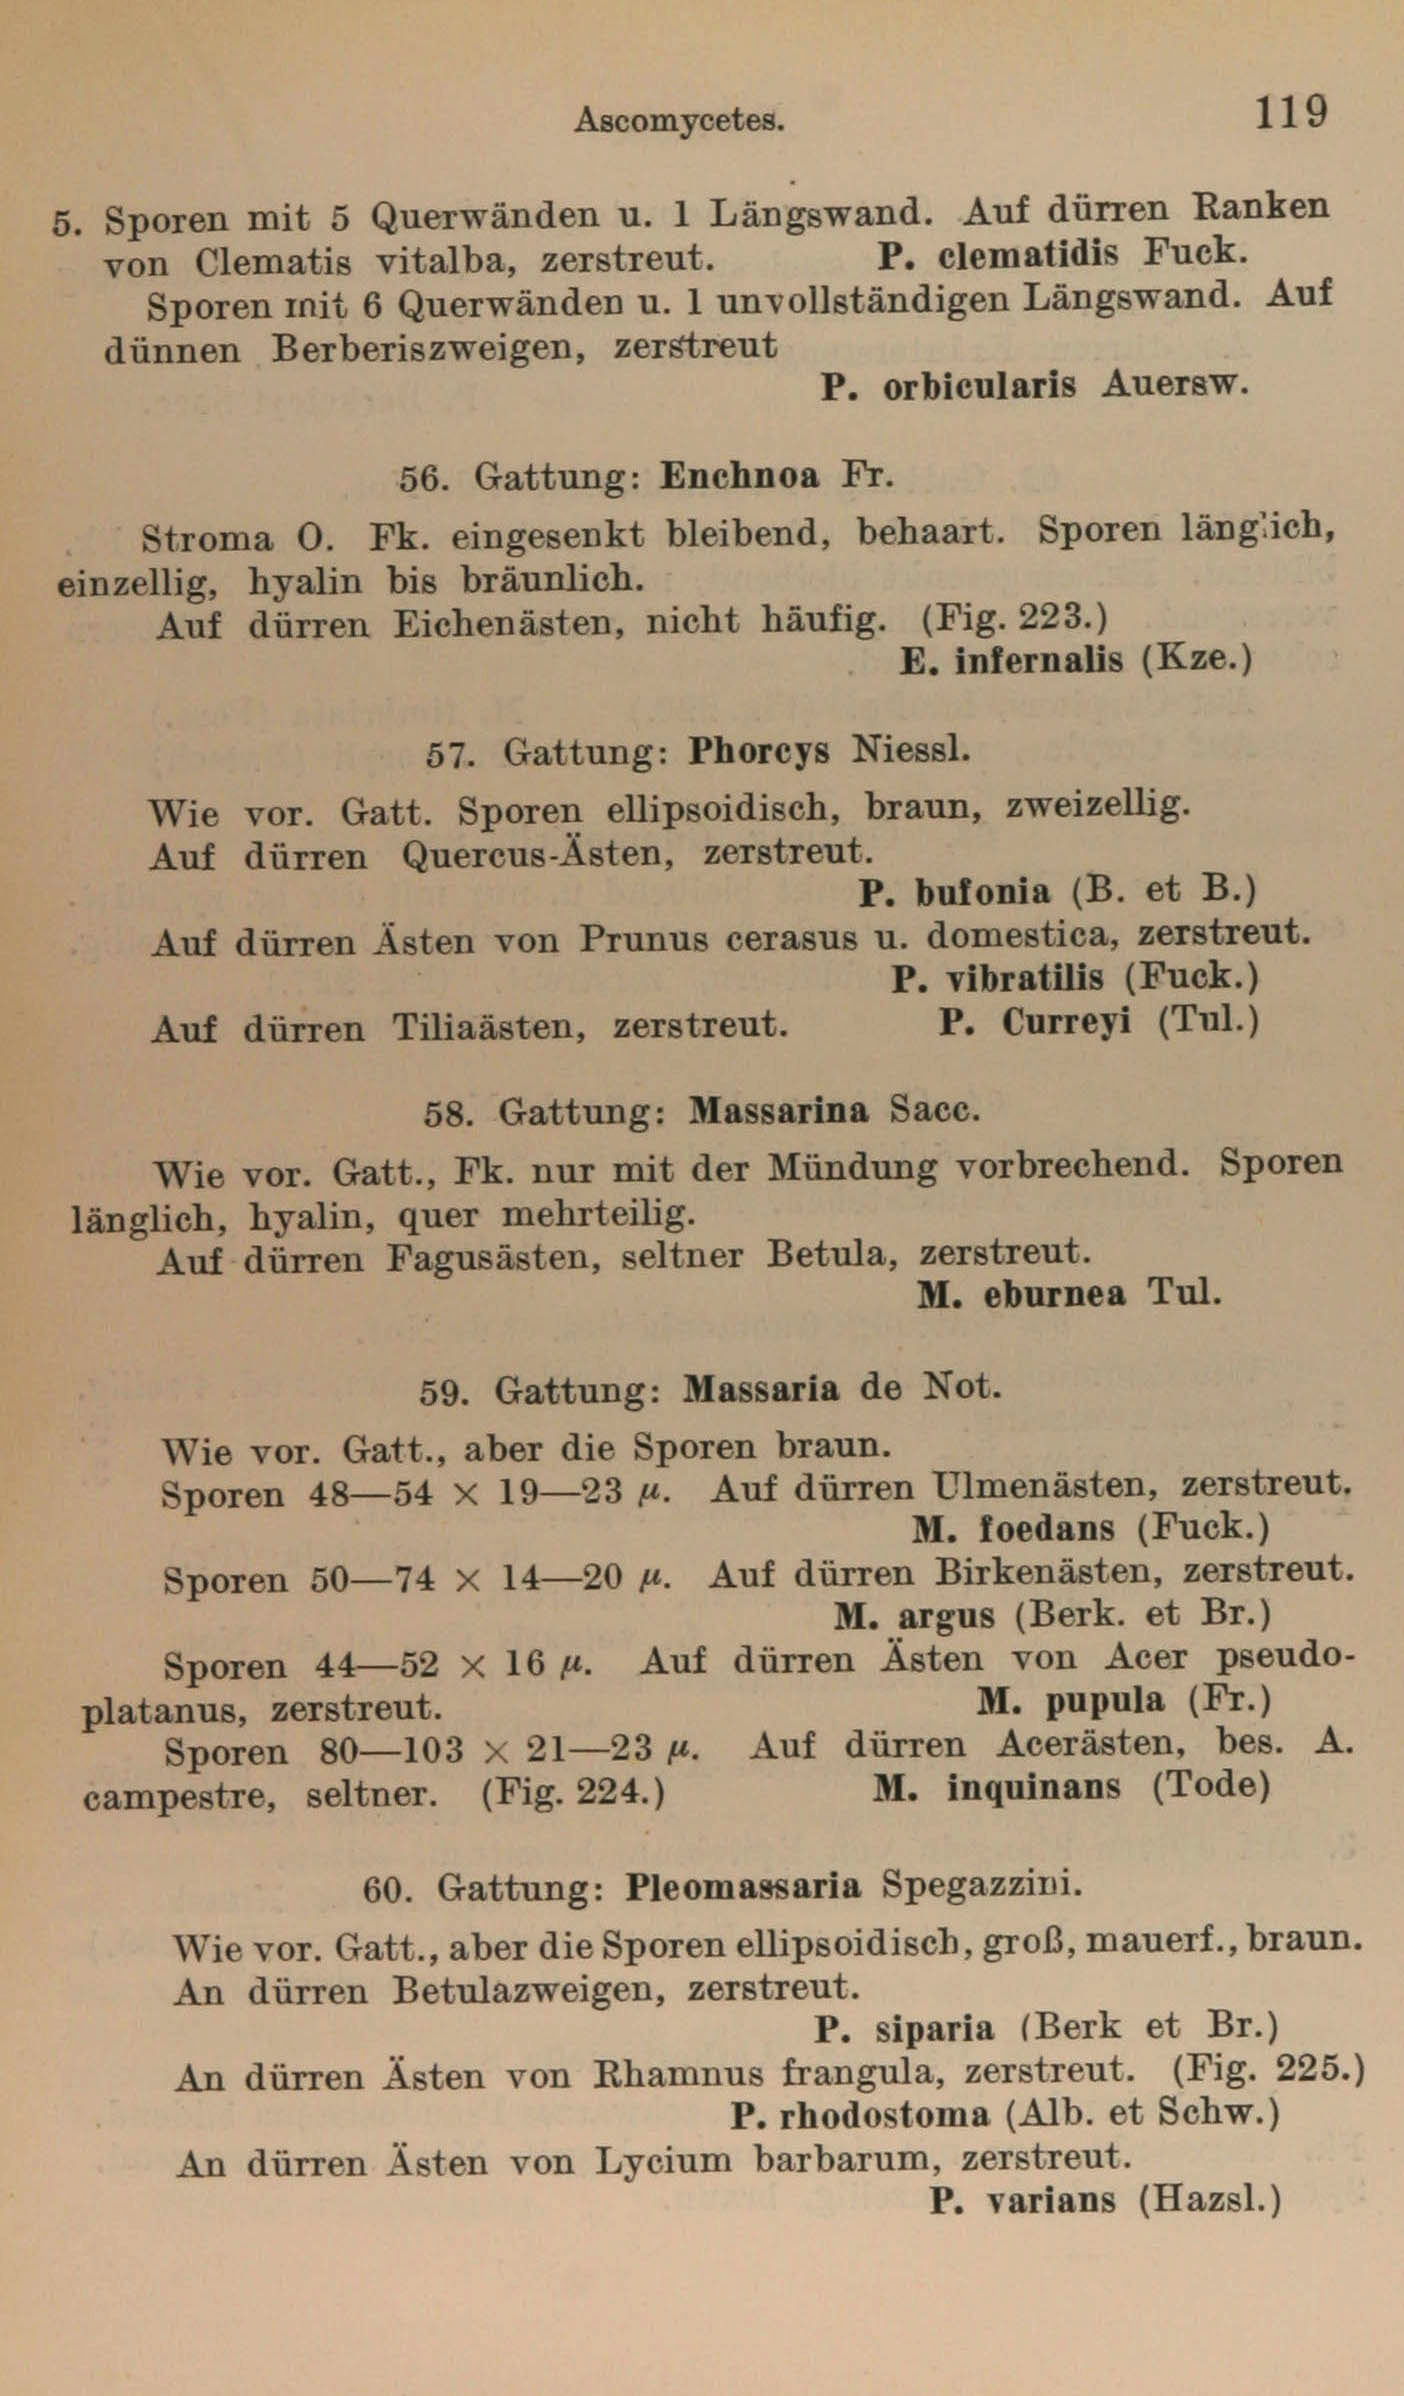 Ascomycetes. 119
5. Sporen mit 5 Querwänden u. 1 Längswand. Auf dürren Ranken
von Clematis vitalba, zerstreut. P. clematidis Fuck.
Sporen mit 6 Querwänden u. 1 unvollständigen Längswand. Auf
dünnen Berberiszweigen, zerstreut
P. orbicularis Auersw.
56. Gattung: Enchnoa Fr.
Stroma O. Fk. eingesenkt bleibend, behaart. Sporen länglich,
einzellig, hyalin bis bräunlich.
Auf dürren Eichenästen, nicht häufig. (Fig. 223.)
E. infernalis (Kze.)
57. Gattung: Phorcys Niessl.
Wie vor. Gatt. Sporen ellipsoidisch, braun, zweizellig.
Auf dürren Quercus-Ästen, zerstreut.
P. bufonia (B. et B.)
Auf dürren Ästen von Prunus cerasus u. domestica, zerstreut.
P. vibratilis (Fuck.)
Auf dürren Tiliaästen, zerstreut. P. Curreyi (Tul.)
58. Gattung: Massarina Sacc.
Wie vor. Gatt., Fk. nur mit der Mündung vorbrechend. Sporen
länglich, hyalin, quer mehrteilig.
Auf dürren Fagusästen, seltner Betula, zerstreut.
M. eburnea Tul.
59. Gattung: Massaria de Not.
Wie vor. Gatt., aber die Sporen braun.
Sporen 48—54 × 19—23 μ. Auf dürren Ulmenästen, zerstreut.
M. foedans (Fuck.)
Sporen 50—74 × 14—20 μ. Auf dürren Birkenästen, zerstreut.
M. argus (Berk. et Br.)
Sporen 44—52 × 16 μ. Auf dürren Ästen von Acer pseudo-
platanus, zerstreut. M. pupula (Fr.)
Sporen 80—103 × 21—23 μ. Auf dürren Acerästen, bes. A.
campestre, seltner. (Fig. 224.) M. inquinans (Tode)
60. Gattung: Pleomassaria Spegazzini.
Wie vor. Gatt., aber die Sporen ellipsoidisch, groß, mauerf., braun.
An dürren Betulazweigen, zerstreut.
P. siparia (Berk et Br.)
An dürren Ästen von Rhamnus frangula, zerstreut. (Fig. 225.)
P. rhodostoma (Alb. et Schw.)
An dürren Ästen von Lycium barbarum, zerstreut.
P. varians (Hazsl.)